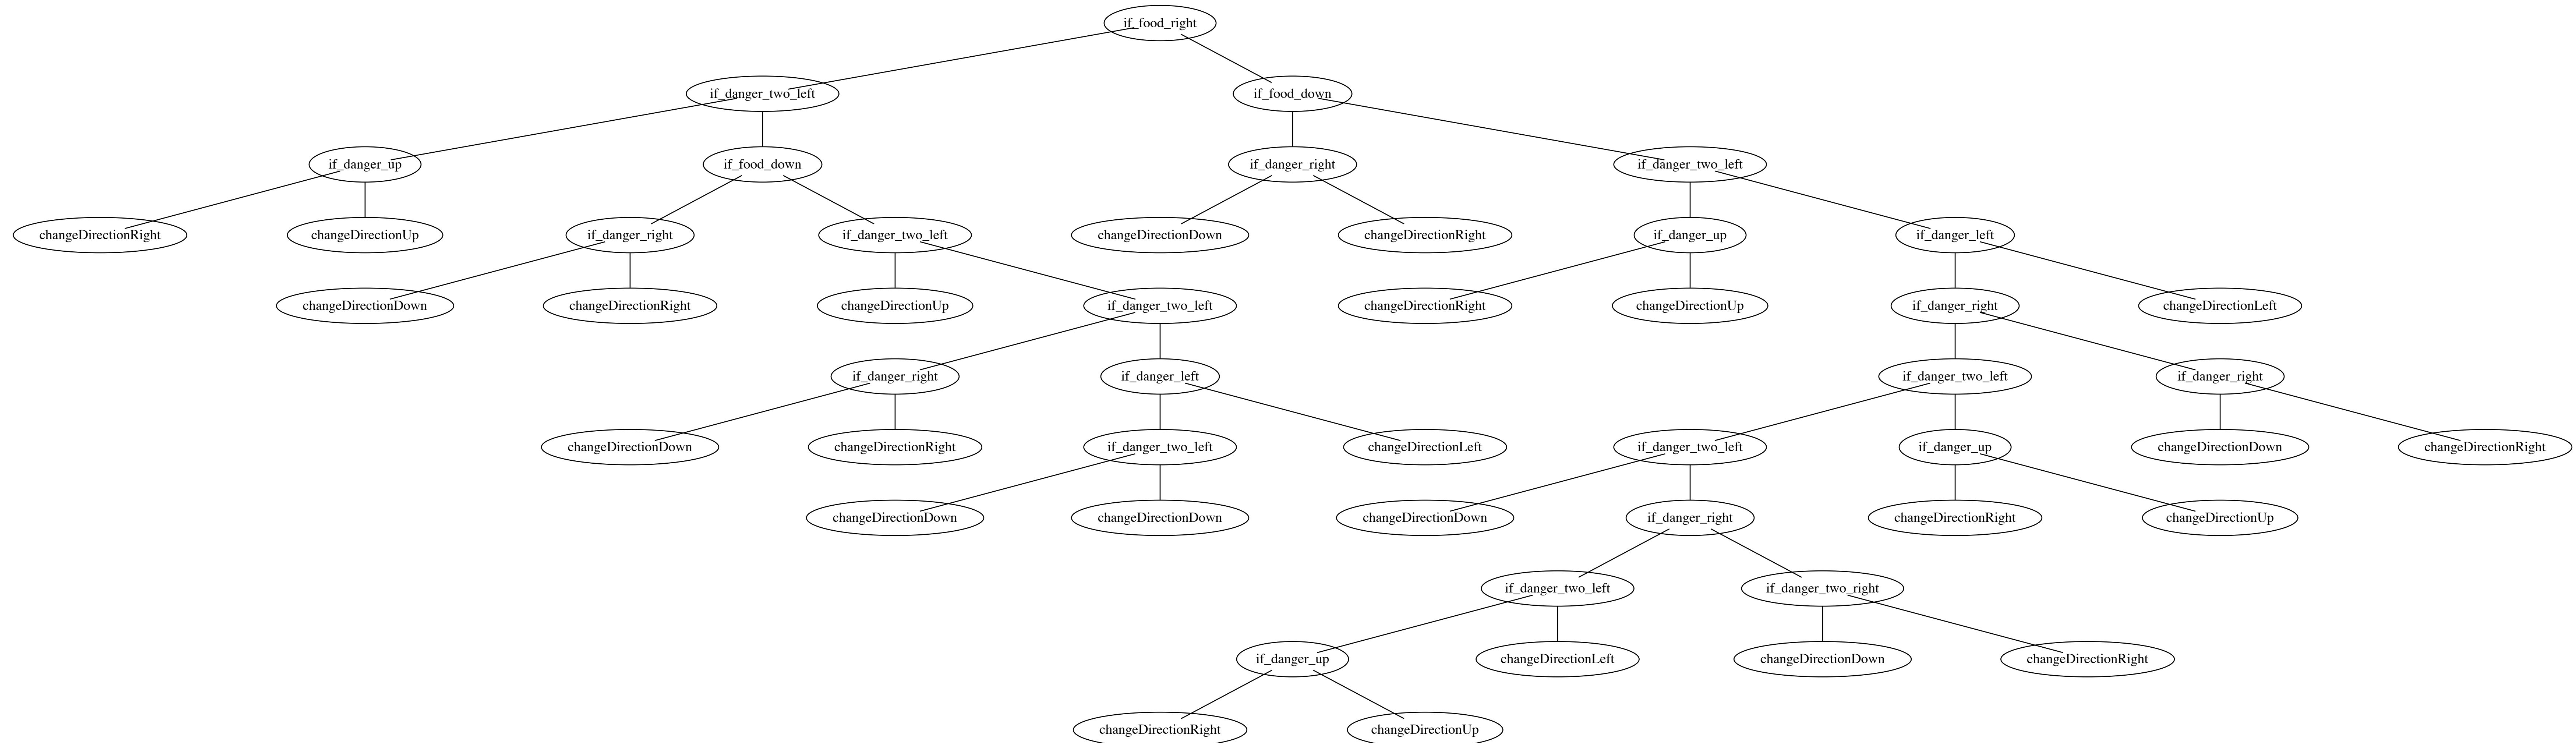 if_food_right
if_danger_two_left
if_food_down
if_danger_up
if_food_down
if_danger_right
if_danger_two_left
changeDirectionRight
changeDirectionUp
if_danger_right
if_danger_two_left
changeDirectionDown
changeDirectionRight
if_danger_up
if_danger_left
changeDirectionDown
changeDirectionRight
changeDirectionUp
if_danger_two_left
changeDirectionRight
changeDirectionUp
if_danger_right
changeDirectionLeft
if_danger_right
if_danger_left
if_danger_two_left
if_danger_right
changeDirectionDown
changeDirectionRight
if_danger_two_left
changeDirectionLeft
if_danger_two_left
if_danger_up
changeDirectionDown
changeDirectionRight
changeDirectionDown
changeDirectionDown
changeDirectionDown
if_danger_right
changeDirectionRight
changeDirectionUp
if_danger_two_left
if_danger_two_right
if_danger_up
changeDirectionLeft
changeDirectionDown
changeDirectionRight
changeDirectionRight
changeDirectionUp